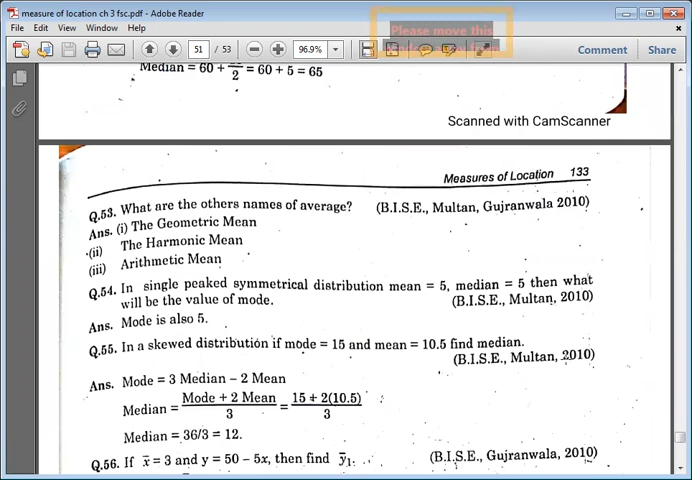 measure of location ch 3 fsc.pdf - Adobe Reader
File Edit View Window Help
51 / 53 96.9% Comment Share
Please move this
Median = 60 + /2 = 60 + 5 = 65
Scanned with CamScanner
Measures of Location 133
Q.53. What are the others names of average? (B.I.S.E., Multan, Gujranwala 2010)
Ans. (i) The Geometric Mean
(ii) The Harmonic Mean
(iii) Arithmetic Mean
Q.54. In single peaked symmetrical distribution mean = 5, median = 5 then what
will be the value of mode. (B.I.S.E., Multan, 2010)
Ans. Mode is also 5.
Q.55. In a skewed distribution if mode = 15 and mean = 10.5 find median.
(B.I.S.E., Multan, 2010)
Ans. Mode = 3 Median – 2 Mean
Median = Mode + 2 Mean / 3 = 15 + 2(10.5) / 3
Median = 36/3 = 12.
Q.56. If x̄ = 3 and y = 50 – 5x, then find ȳ. (B.I.S.E., Gujranwala, 2010)